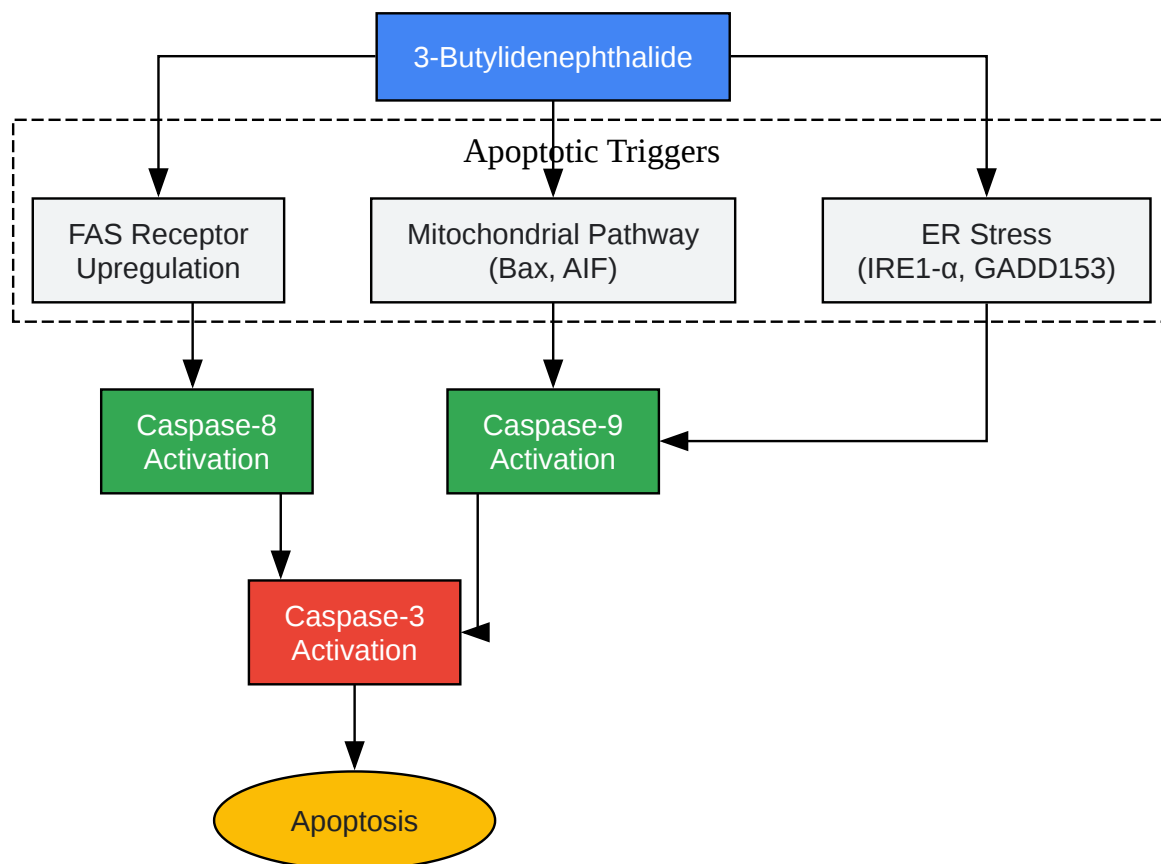 3-Butylidenephthalide
Apoptotic Triggers
FAS Receptor
Upregulation
Mitochondrial Pathway
(Bax, AIF)
ER Stress
(IRE1-α, GADD153)
Caspase-8
Activation
Caspase-9
Activation
Caspase-3
Activation
Apoptosis